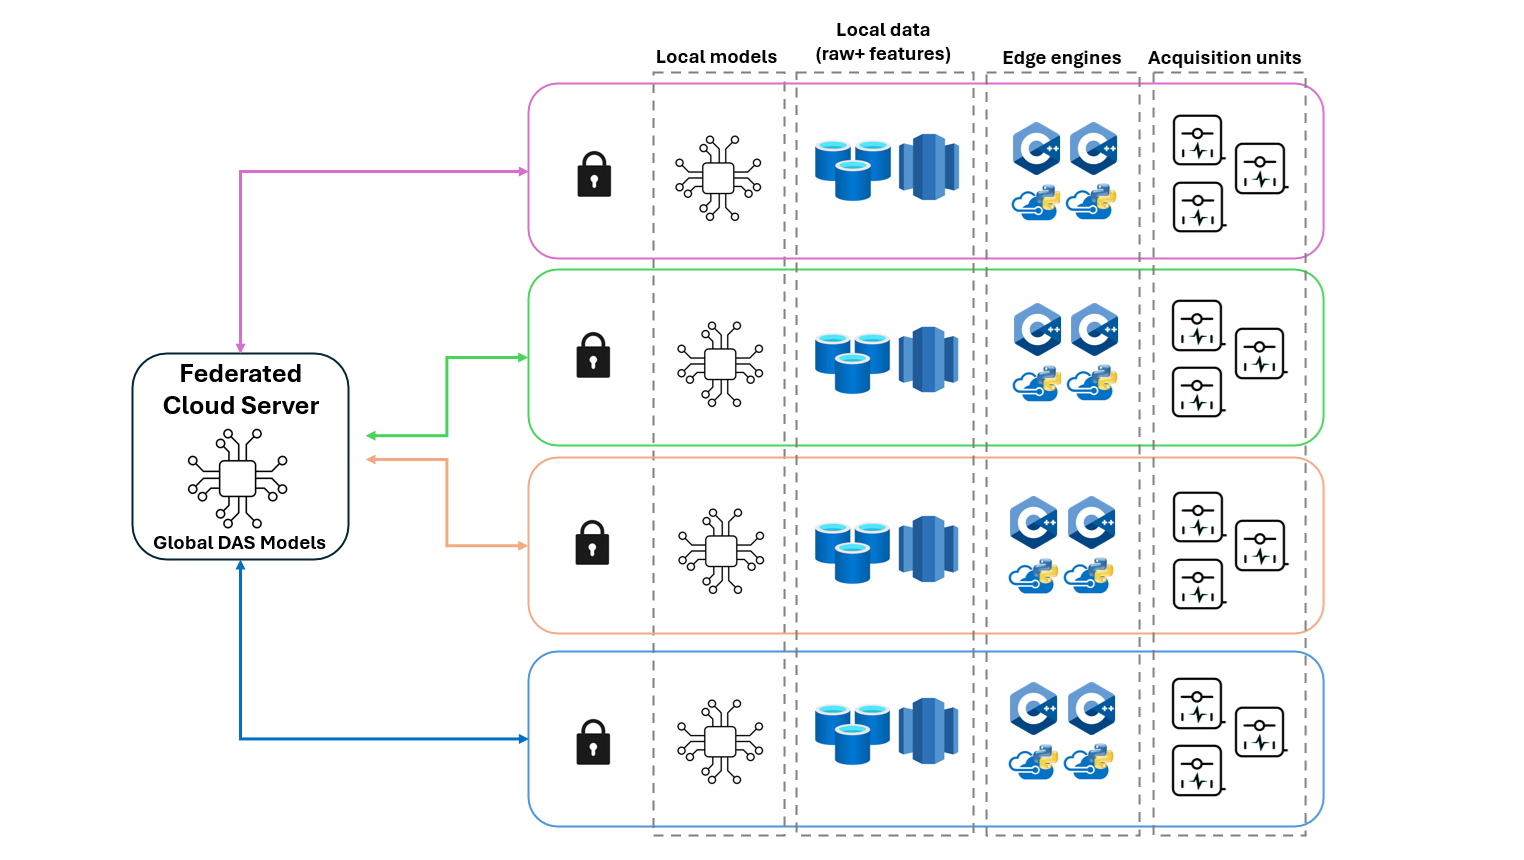 Local models
Local data
(raw+ features)
Edge engines
Acquisition units
C++
C++
Federated
Cloud Server
Global DAS Models
C++
C++
C++
C++
C++
C++